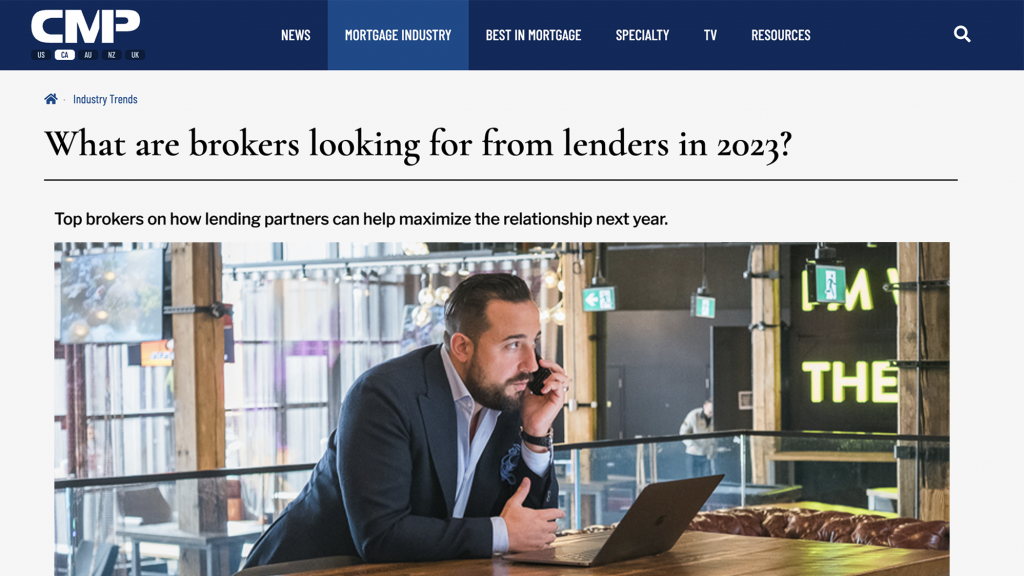 CMP
US CA AU NZ UK
NEWS MORTGAGE INDUSTRY BEST IN MORTGAGE SPECIALTY TV RESOURCES
Industry Trends
What are brokers looking for from lenders in 2023?
Top brokers on how lending partners can help maximize the relationship next year.
I'M
THE